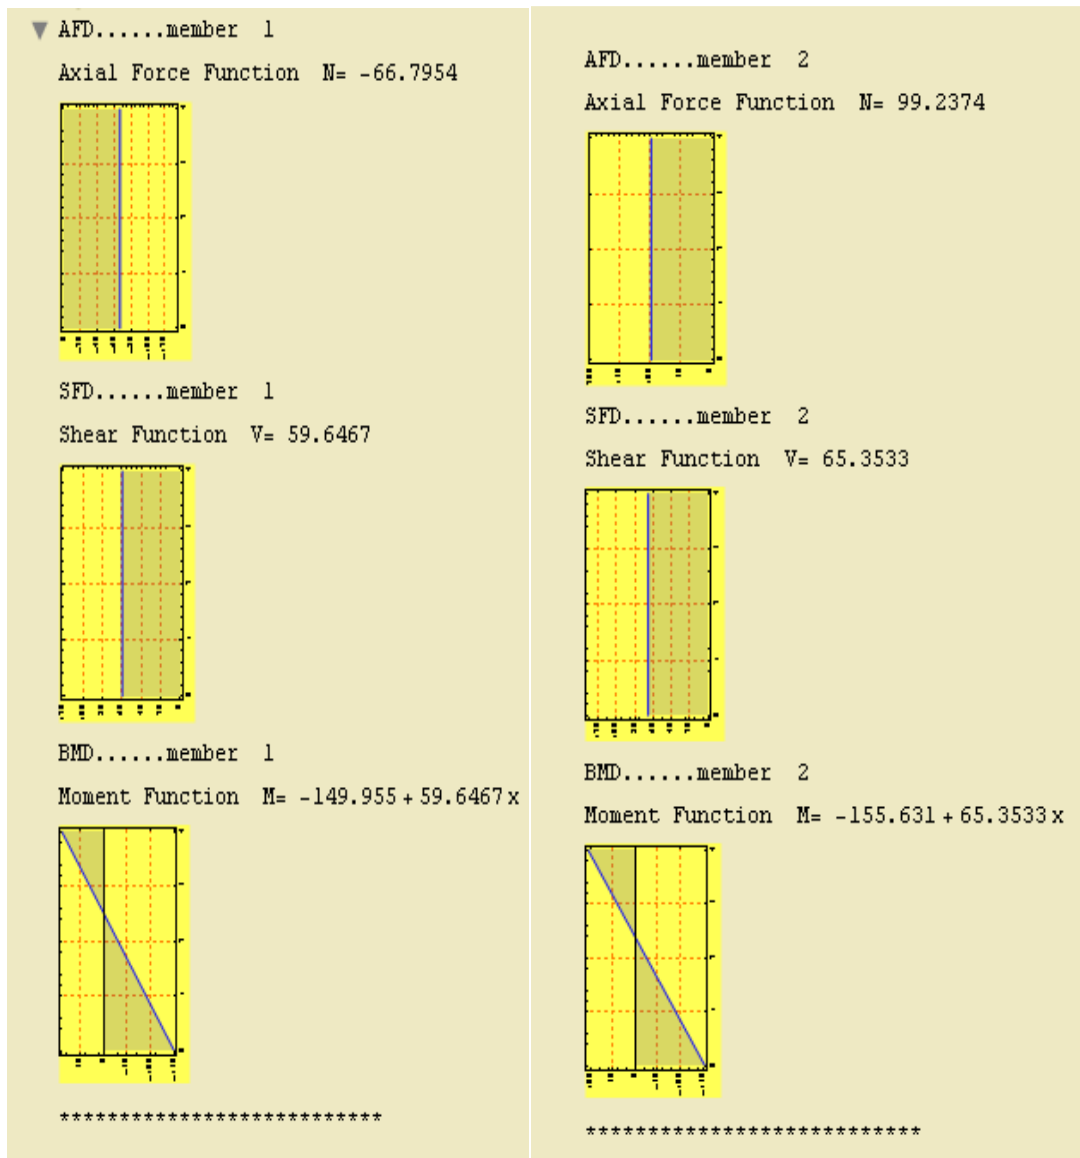 AFD......member 1
Axial Force Function N= -66.7954
SFD......member 1
Shear Function V= 59.6467
BMD......member 1
Moment Function M= -149.955 + 59.6467 x
***************************
AFD......member 2
Axial Force Function N= 99.2374
SFD......member 2
Shear Function V= 65.3533
BMD......member 2
Moment Function M= -155.631 + 65.3533 x
***************************